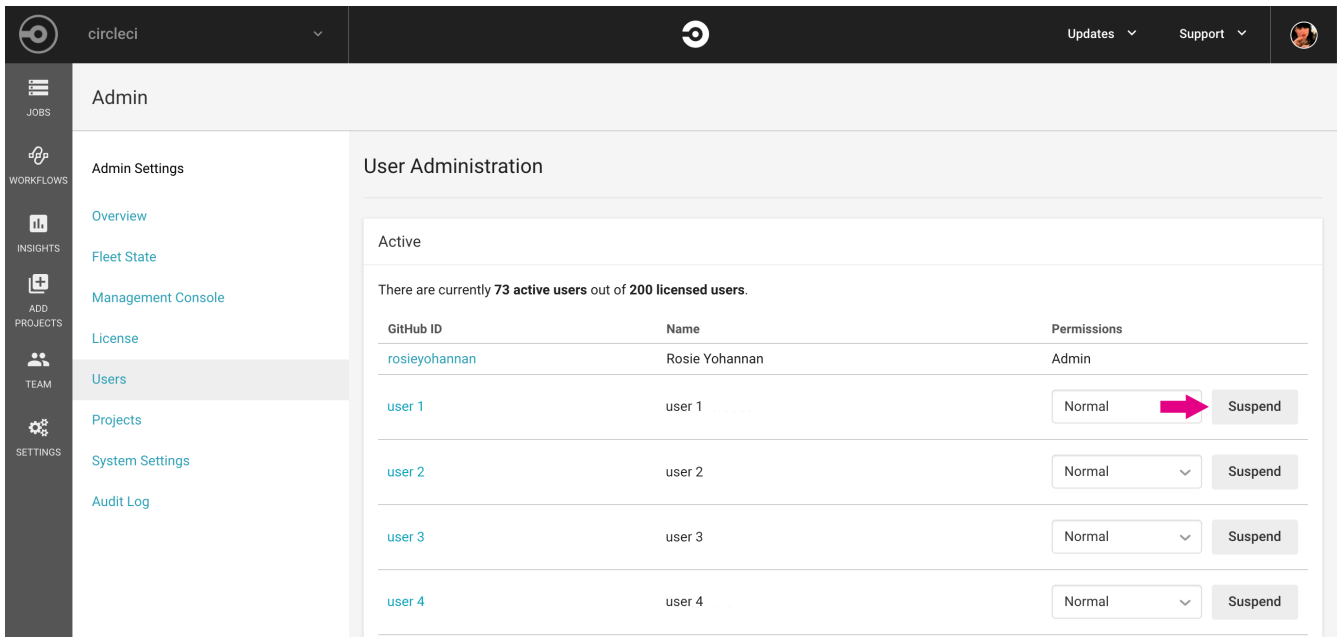 circleci
Updates
Support
JOBS
WORKFLOWS
INSIGHTS
ADD
PROJECTS
TEAM
SETTINGS
Admin
Admin Settings
Overview
Fleet State
Management Console
License
Users
Projects
System Settings
Audit Log
User Administration
Active
There are currently 73 active users out of 200 licensed users.
GitHub ID Name Permissions
rosieyohannan Rosie Yohannan Admin
user 1 user 1 Normal Suspend
user 2 user 2 Normal Suspend
user 3 user 3 Normal Suspend
user 4 user 4 Normal Suspend